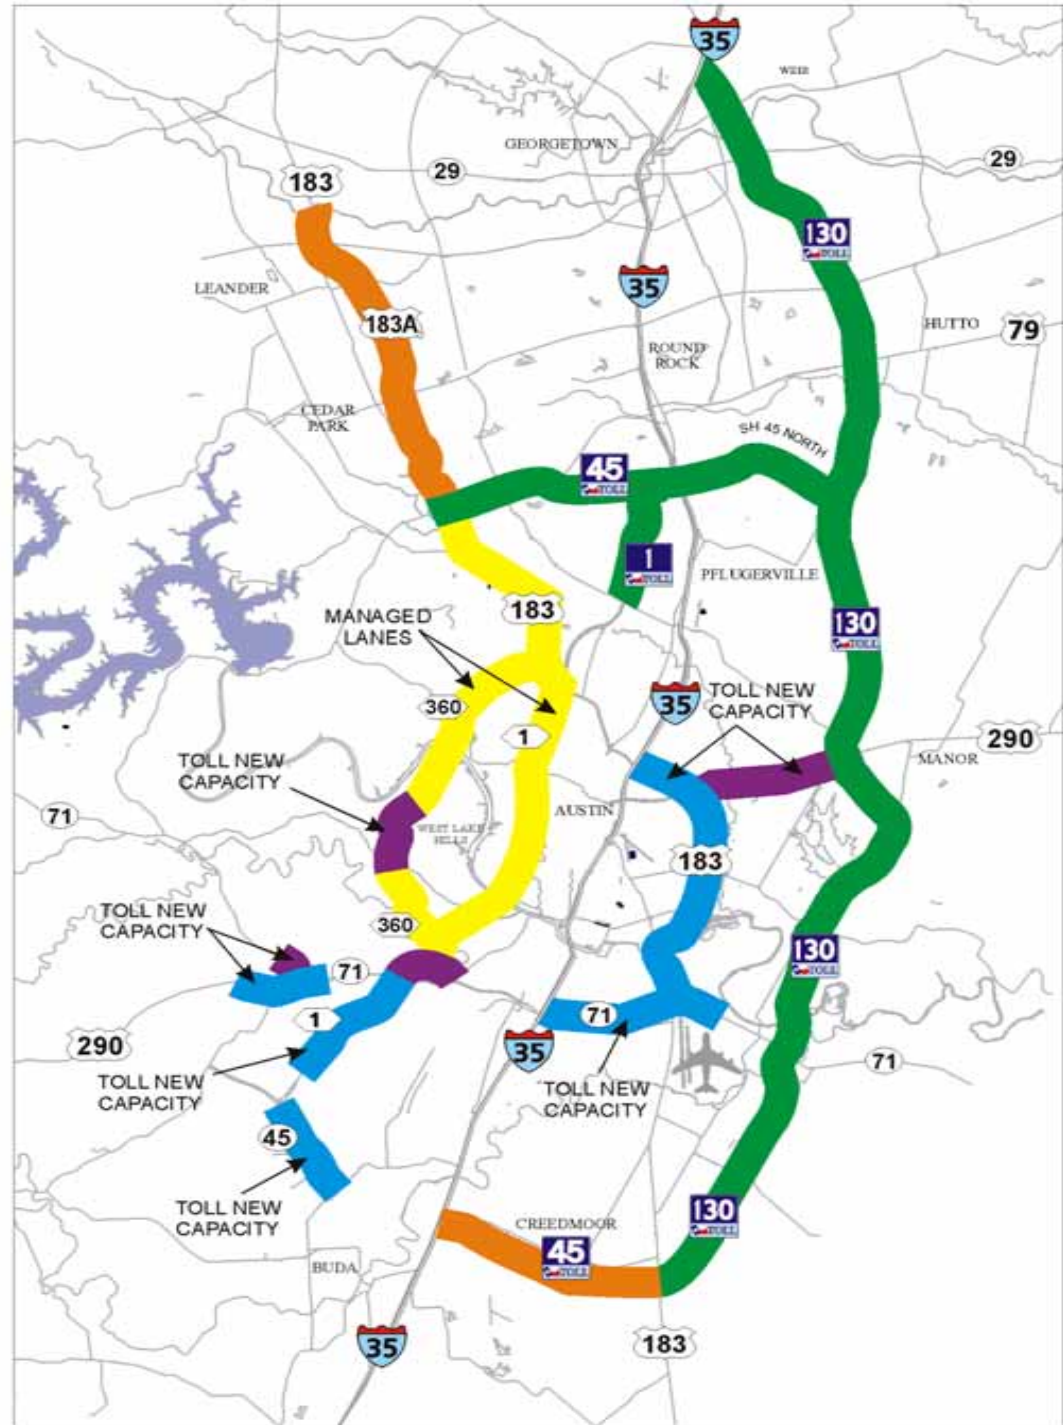 35
WEIR
GEORGETOWN
29
29
183
130
TOLL
LEANDER
35
183A
HUTTO
79
ROUND
ROCK
CEDAR
PARK
SH 45 NORTH
45
TOLL
1
TOLL
PFLUGERVILLE
183
MANAGED
LANES
130
TOLL
35
TOLL NEW
CAPACITY
360
1
290
MANOR
TOLL NEW
CAPACITY
71
AUSTIN
WEST LAKE
HILLS
183
TOLL NEW
CAPACITY
360
130
TOLL
71
1
71
290
35
71
TOLL NEW
CAPACITY
TOLL NEW
CAPACITY
45
TOLL NEW
CAPACITY
130
TOLL
CREEDMOOR
45
TOLL
BUDA
35
183